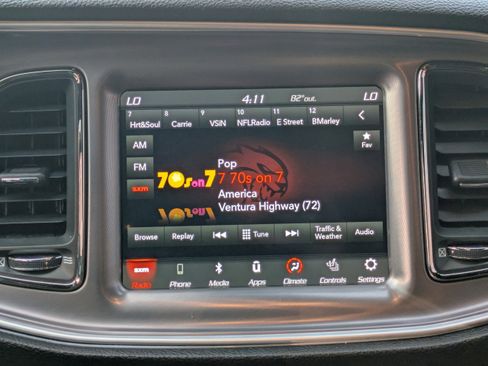 LO 4:11 82° out. LO
7 8 9 10 11 12
Hrt&Soul Carrie VSiN NFLRadio E Street BMarley
AM
FM
sxm
Fav
70s on 7
Pop
7 70s on 7
America
Ventura Highway (72)
Browse Replay Tune Traffic & Weather Audio
sxm
Radio Phone Media Apps Climate Controls Settings